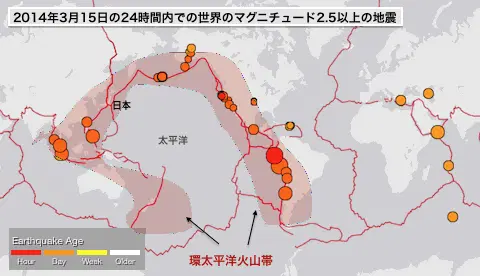 2014年3月15日の24時間内での世界のマグニチュード2.5以上の地震
日本
太平洋
環太平洋火山帯
Earthquake Age
Hour Day Week Older